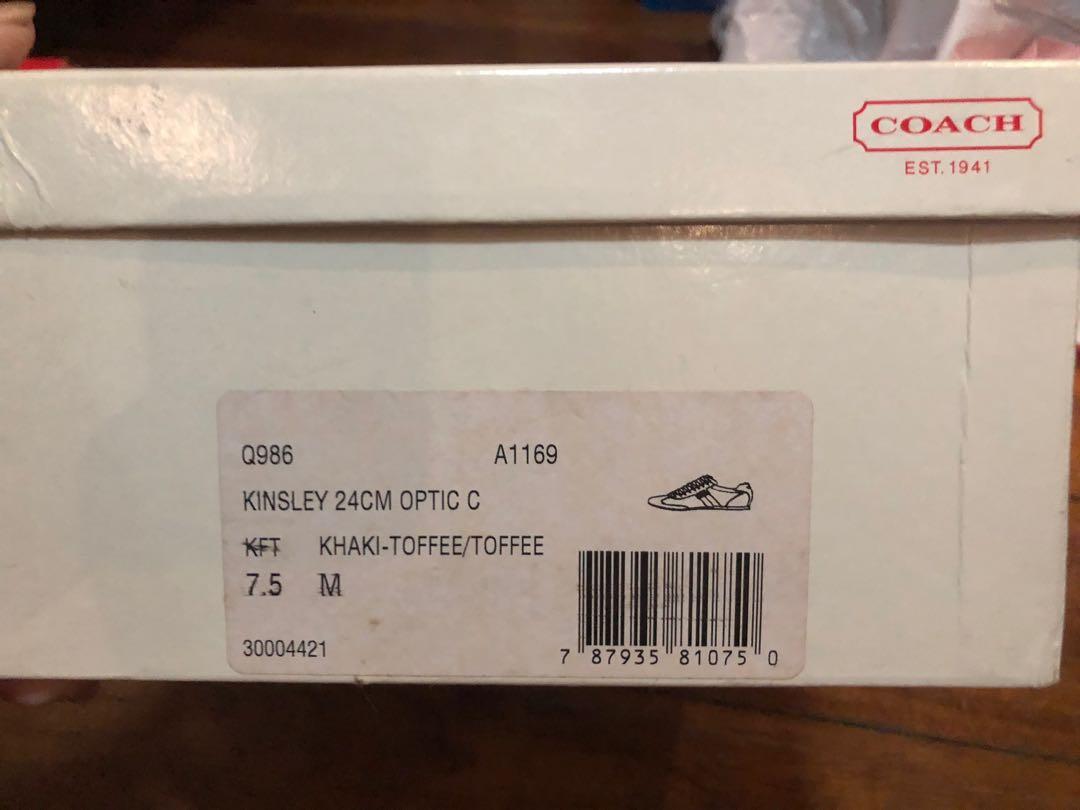 COACH
EST. 1941
Q986 A1169
KINSLEY 24CM OPTIC C
KFT KHAKI-TOFFEE/TOFFEE
7.5 M
30004421
7 87935 81075 0